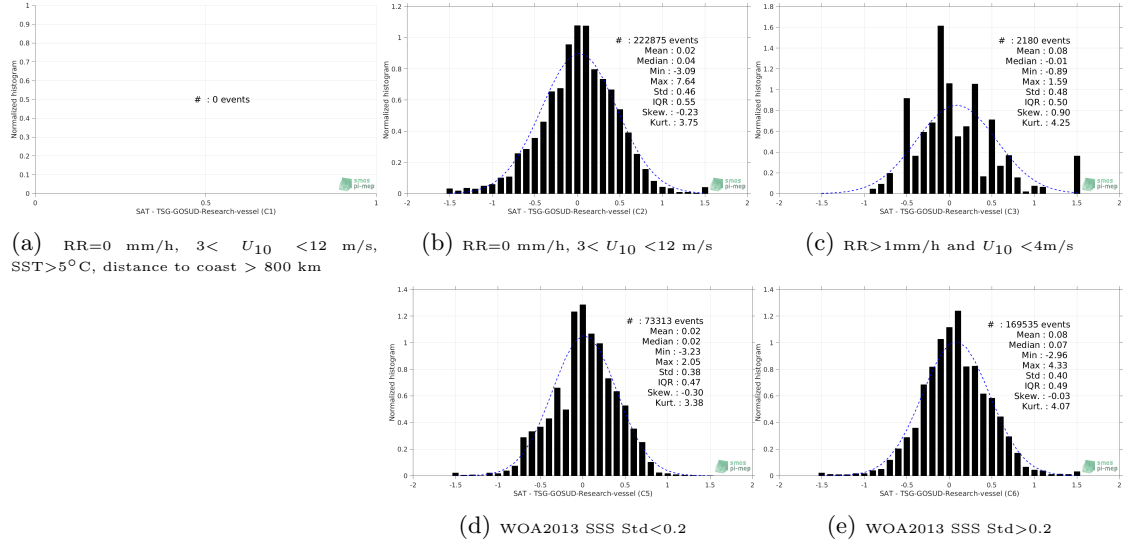 1
0.9
0.8
0.7
0.6
0.5
0.4
0.3
0.2
0.1
0
Normalized histogram
# : 0 events
smos
pi-mep
0 0.5 1
SAT - TSG-GOSUD-Research-vessel (C1)
(a) RR=0 mm/h, 3< U10 <12 m/s,
SST>5°C, distance to coast > 800 km
1.2
1
0.8
0.6
0.4
0.2
0
Normalized histogram
# : 222875 events
Mean : 0.02
Median : 0.04
Min : -3.09
Max : 7.64
Std : 0.46
IQR : 0.55
Skew. : -0.23
Kurt. : 3.75
smos
pi-mep
-2 -1.5 -1 -0.5 0 0.5 1 1.5 2
SAT - TSG-GOSUD-Research-vessel (C2)
(b) RR=0 mm/h, 3< U10 <12 m/s
1.8
1.6
1.4
1.2
1
0.8
0.6
0.4
0.2
0
Normalized histogram
# : 2180 events
Mean : 0.08
Median : -0.01
Min : -0.89
Max : 1.59
Std : 0.48
IQR : 0.50
Skew. : 0.90
Kurt. : 4.25
smos
pi-mep
-2 -1.5 -1 -0.5 0 0.5 1 1.5 2
SAT - TSG-GOSUD-Research-vessel (C3)
(c) RR>1mm/h and U10 <4m/s
1.4
1.2
1
0.8
0.6
0.4
0.2
0
Normalized histogram
# : 73313 events
Mean : 0.02
Median : 0.02
Min : -3.23
Max : 2.05
Std : 0.38
IQR : 0.47
Skew. : -0.30
Kurt. : 3.38
smos
pi-mep
-2 -1.5 -1 -0.5 0 0.5 1 1.5 2
SAT - TSG-GOSUD-Research-vessel (C5)
(d) WOA2013 SSS Std<0.2
1.4
1.2
1
0.8
0.6
0.4
0.2
0
Normalized histogram
# : 169535 events
Mean : 0.08
Median : 0.07
Min : -2.96
Max : 4.33
Std : 0.40
IQR : 0.49
Skew. : -0.03
Kurt. : 4.07
smos
pi-mep
-2 -1.5 -1 -0.5 0 0.5 1 1.5 2
SAT - TSG-GOSUD-Research-vessel (C6)
(e) WOA2013 SSS Std>0.2